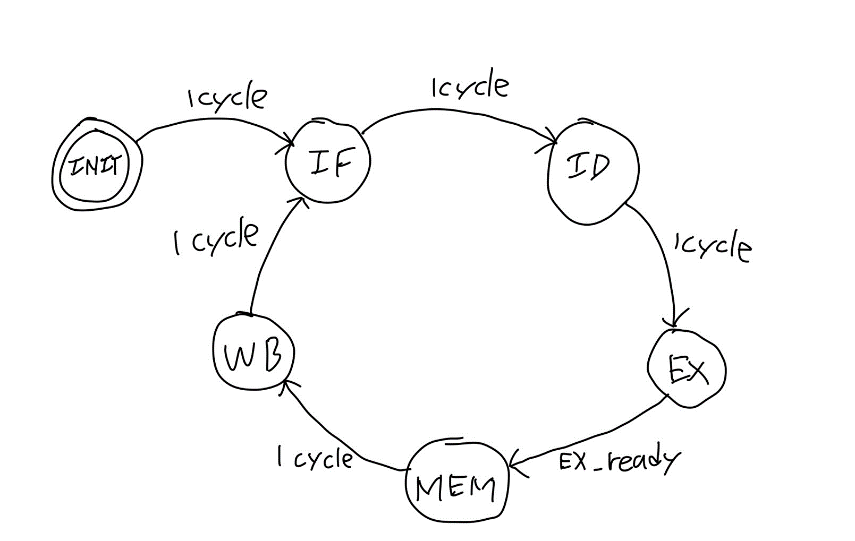 1cycle
1cycle
INIT
IF
ID
1 cycle
1cycle
WB
EX
1 cycle
EX_ready
MEM